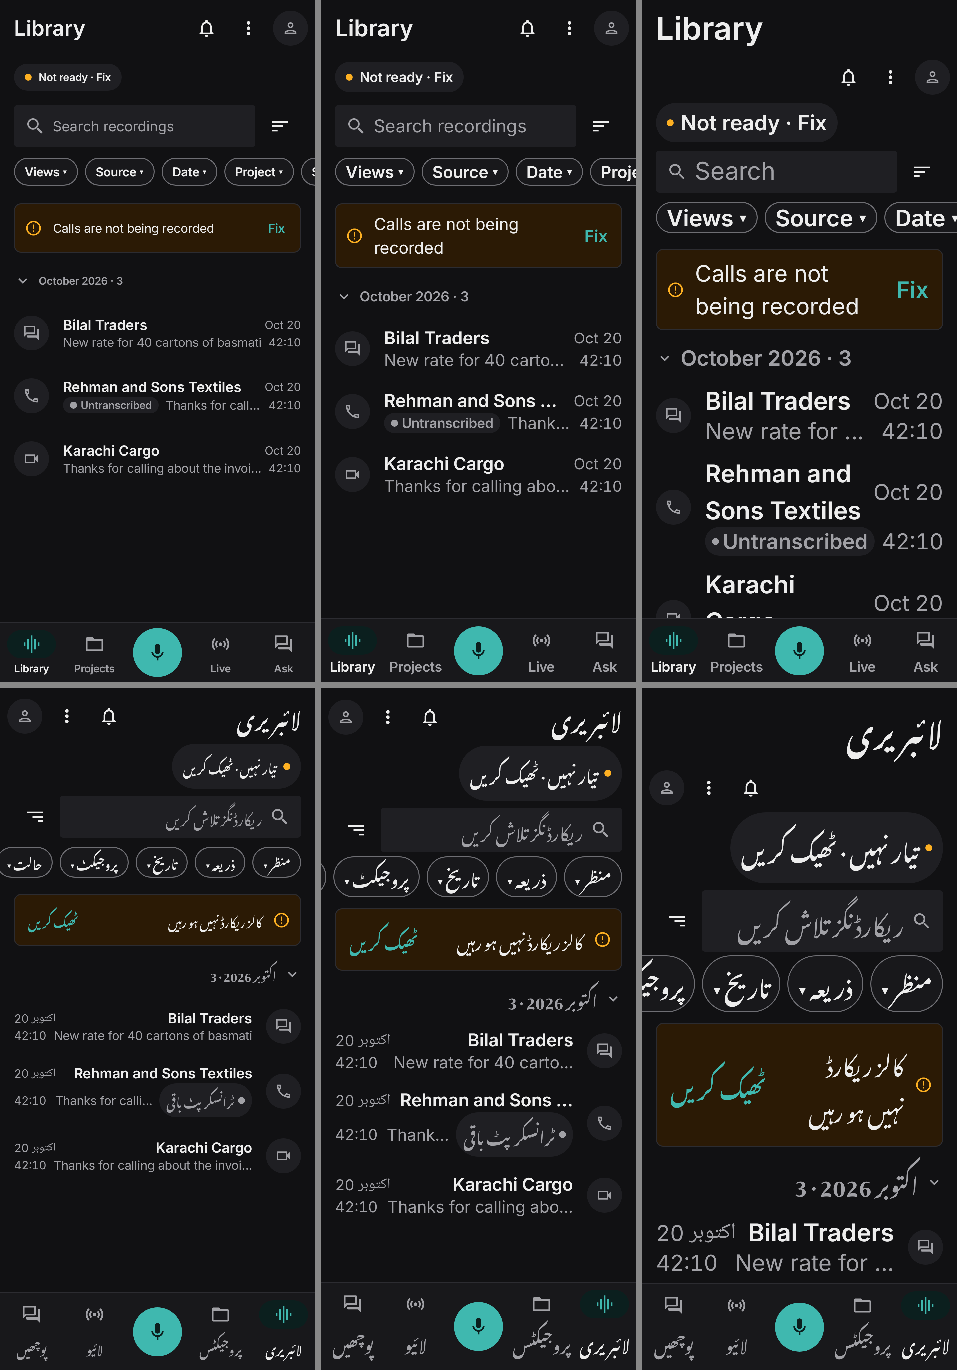 Library
Not ready · Fix
Search recordings
Views ▾ Source ▾ Date ▾ Project ▾ S
Calls are not being recorded Fix
October 2026 · 3
Bilal Traders Oct 20
New rate for 40 cartons of basmati 42:10
Rehman and Sons Textiles Oct 20
Untranscribed Thanks for call... 42:10
Karachi Cargo Oct 20
Thanks for calling about the invoi... 42:10
Library Projects Live Ask
Library
Not ready · Fix
Search recordings
Views ▾ Source ▾ Date ▾ Proje
Calls are not being
recorded Fix
October 2026 · 3
Bilal Traders Oct 20
New rate for 40 carto... 42:10
Rehman and Sons ... Oct 20
Untranscribed Thank... 42:10
Karachi Cargo Oct 20
Thanks for calling abo... 42:10
Library Projects Live Ask
Library
Not ready · Fix
Search
Views ▾ Source ▾ Date ▾
Calls are not
being recorded Fix
October 2026 · 3
Bilal Traders Oct 20
New rate for ... 42:10
Rehman and
Sons Textiles Oct 20
Untranscribed 42:10
Karachi Oct 20
Cargo
Library Projects Live Ask
لائبریری
تیار نہیں · ٹھیک کریں
ریکارڈنگز تلاش کریں
منظر ▾ ذریعہ ▾ تاریخ ▾ پروجیکٹ ▾ حالت ▾
کالز ریکارڈ نہیں ہو رہیں ٹھیک کریں
اکتوبر 2026 · 3
Bilal Traders 20 اکتوبر
New rate for 40 cartons of basmati 42:10
Rehman and Sons Textiles 20 اکتوبر
ٹرانسکرپٹ باقی Thanks for calli... 42:10
Karachi Cargo 20 اکتوبر
Thanks for calling about the invoi... 42:10
لائبریری پروجیکٹس لائیو پوچھیں
لائبریری
تیار نہیں · ٹھیک کریں
ریکارڈنگز تلاش کریں
منظر ▾ ذریعہ ▾ تاریخ ▾ پروجیکٹ ▾
کالز ریکارڈ نہیں ہو رہیں ٹھیک کریں
اکتوبر 2026 · 3
Bilal Traders 20 اکتوبر
New rate for 40 carto... 42:10
Rehman and Sons ... 20 اکتوبر
ٹرانسکرپٹ باقی Thank... 42:10
Karachi Cargo 20 اکتوبر
Thanks for calling abo... 42:10
لائبریری پروجیکٹس لائیو پوچھیں
لائبریری
تیار نہیں · ٹھیک کریں
ریکارڈنگز تلاش کریں
منظر ▾ ذریعہ ▾ تاریخ ▾ پروجیک
کالز ریکارڈ
نہیں ہو رہیں ٹھیک کریں
اکتوبر 2026 · 3
Bilal Traders 20 اکتوبر
New rate for ... 42:10
لائبریری پروجیکٹس لائیو پوچھیں